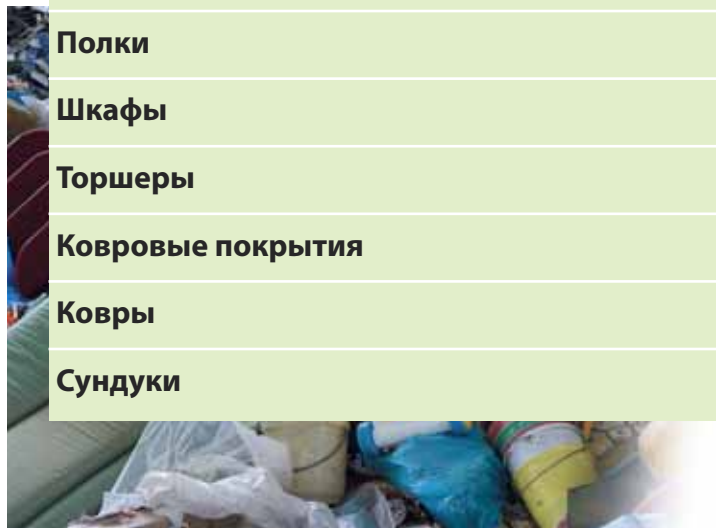 Полки
Шкафы
Торшеры
Ковровые покрытия
Ковры
Сундуки